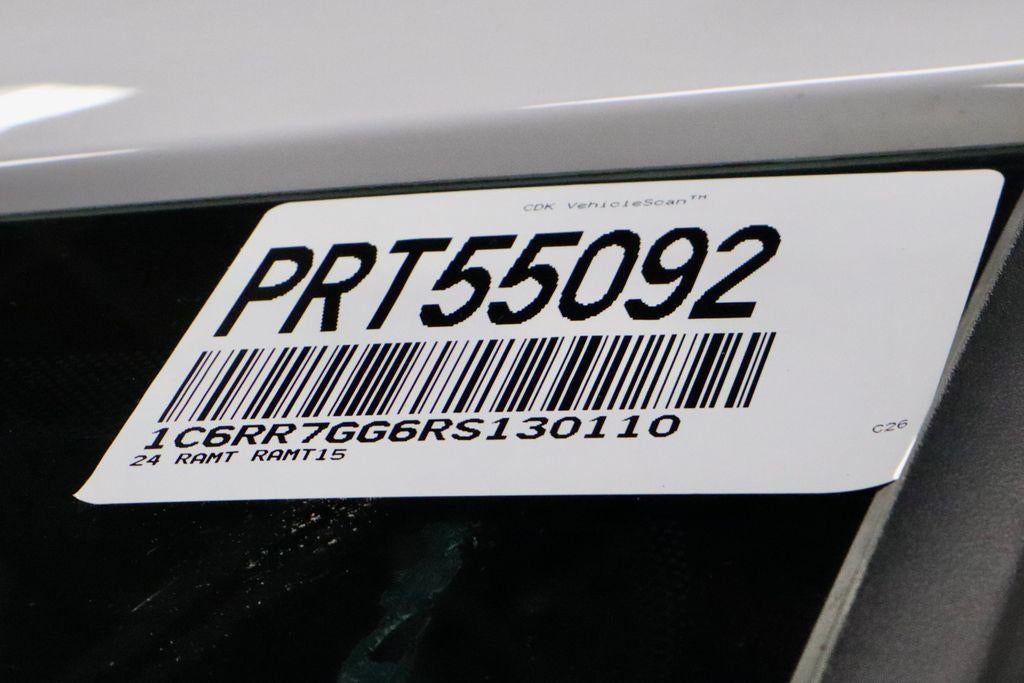 CDK VehicleScan™
PRT55092
1C6RR7GG6RS130110
24 RAMT RAMT15
C26